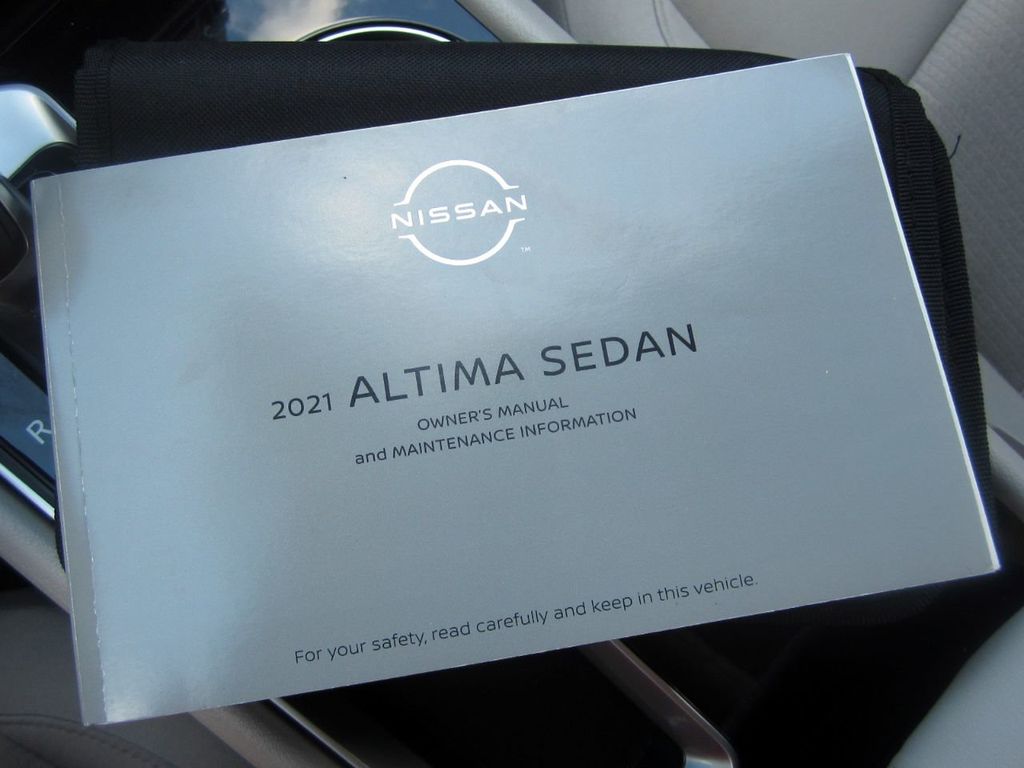 NISSAN
TM
2021 ALTIMA SEDAN
OWNER'S MANUAL
and MAINTENANCE INFORMATION
For your safety, read carefully and keep in this vehicle.
R